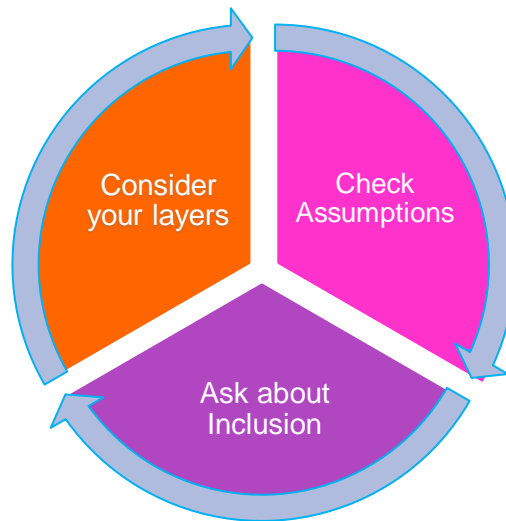 Consider
your layers
Check
Assumptions
Ask about
Inclusion